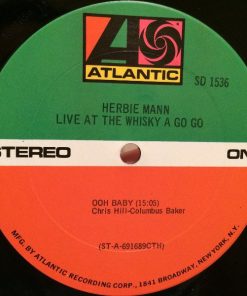 ATLANTIC
SD 1536
HERBIE MANN
LIVE AT THE WHISKY A GO GO
STEREO
ON
OOH BABY (15:05)
Chris Hill-Columbus Baker
(ST-A-691689CTH)
MFG. BY ATLANTIC RECORDING CORP., 1841 BROADWAY, NEW YORK, N.Y.